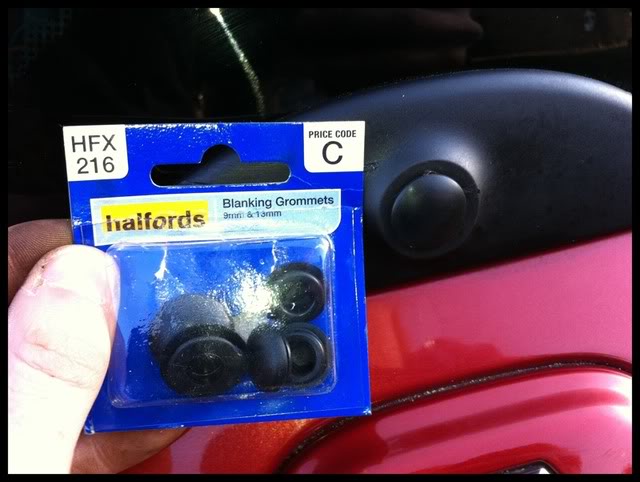 HFX
216
PRICE CODE
C
halfords
Blanking Grommets
9mm & 13mm